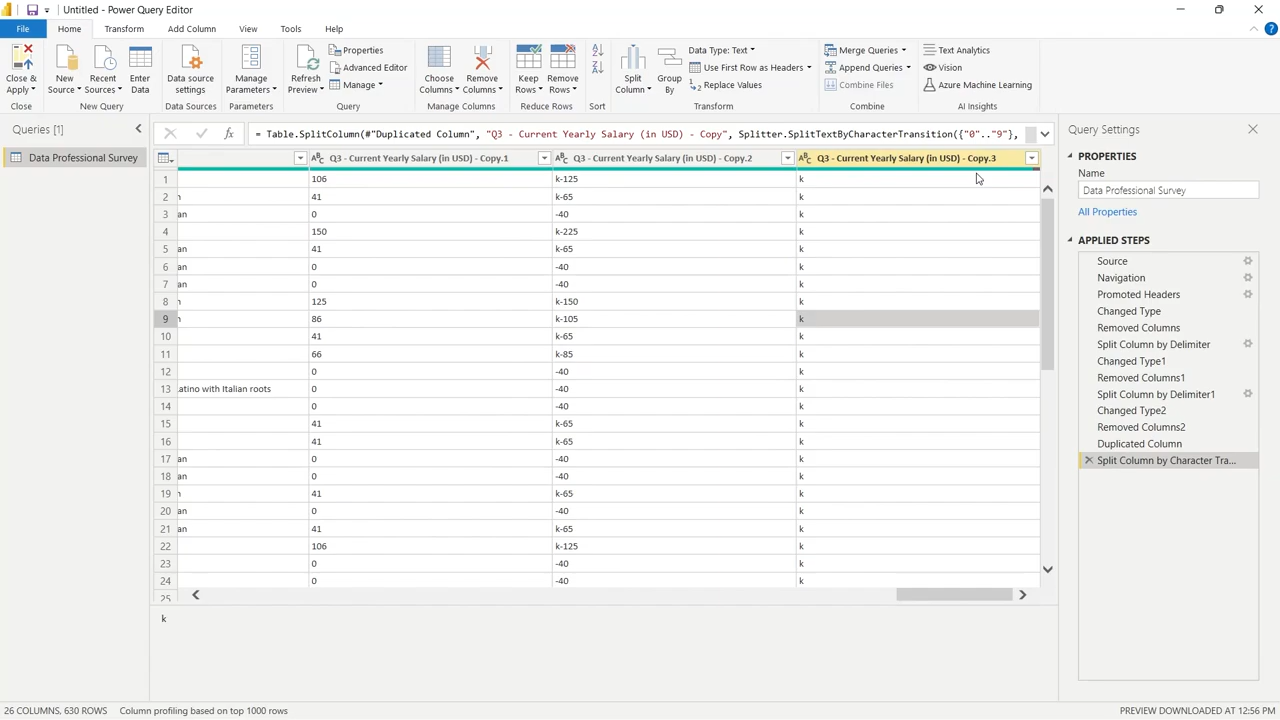 Untitled - Power Query Editor
File Home Transform Add Column View Tools Help
Close & Apply
New Source
Recent Sources
Enter Data
Data source settings
Manage Parameters
Refresh Preview
Properties
Advanced Editor
Manage
Choose Columns
Remove Columns
Keep Rows
Remove Rows
Split Column
Group By
Data Type: Text
Use First Row as Headers
Replace Values
Merge Queries
Append Queries
Combine Files
Text Analytics
Vision
Azure Machine Learning
Close New Query Data Sources Parameters Query Manage Columns Reduce Rows Sort Transform Combine AI Insights
Queries [1]
Data Professional Survey
= Table.SplitColumn(#"Duplicated Column", "Q3 - Current Yearly Salary (in USD) - Copy", Splitter.SplitTextByCharacterTransition({"0".."9"},
Q3 - Current Yearly Salary (in USD) - Copy.1 Q3 - Current Yearly Salary (in USD) - Copy.2 Q3 - Current Yearly Salary (in USD) - Copy.3
1 106 k-125 k
2 n 41 k-65 k
3 an 0 -40 k
4 150 k-225 k
5 an 41 k-65 k
6 an 0 -40 k
7 an 0 -40 k
8 n 125 k-150 k
9 n 86 k-105 k
10 41 k-65 k
11 66 k-85 k
12 0 -40 k
13 atino with Italian roots 0 -40 k
14 0 -40 k
15 41 k-65 k
16 41 k-65 k
17 an 0 -40 k
18 an 0 -40 k
19 n 41 k-65 k
20 an 0 -40 k
21 an 41 k-65 k
22 106 k-125 k
23 0 -40 k
24 0 -40 k
25
k
Query Settings
PROPERTIES
Name
Data Professional Survey
All Properties
APPLIED STEPS
Source
Navigation
Promoted Headers
Changed Type
Removed Columns
Split Column by Delimiter
Changed Type1
Removed Columns1
Split Column by Delimiter1
Changed Type2
Removed Columns2
Duplicated Column
Split Column by Character Tra...
26 COLUMNS, 630 ROWS Column profiling based on top 1000 rows
PREVIEW DOWNLOADED AT 12:56 PM